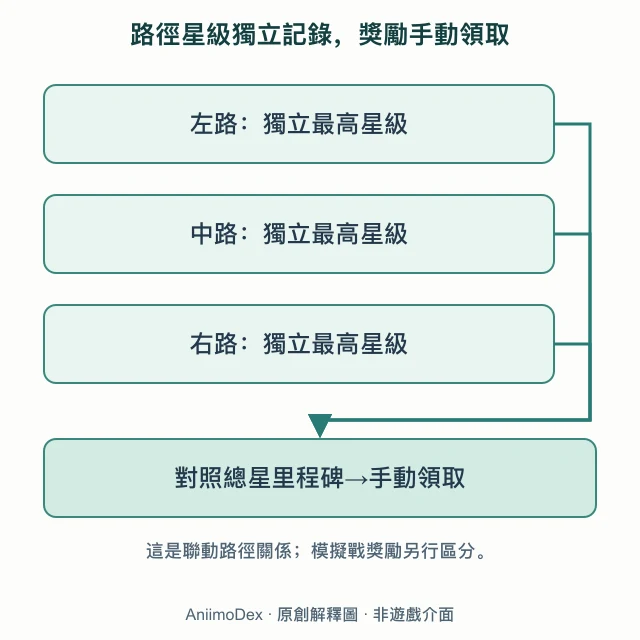 路徑星級獨立記錄，獎勵手動領取
左路：獨立最高星級
中路：獨立最高星級
右路：獨立最高星級
對照總星里程碑→手動領取
這是聯動路徑關係；模擬戰獎勵另行區分。
AniimoDex · 原創解釋圖 · 非遊戲介面